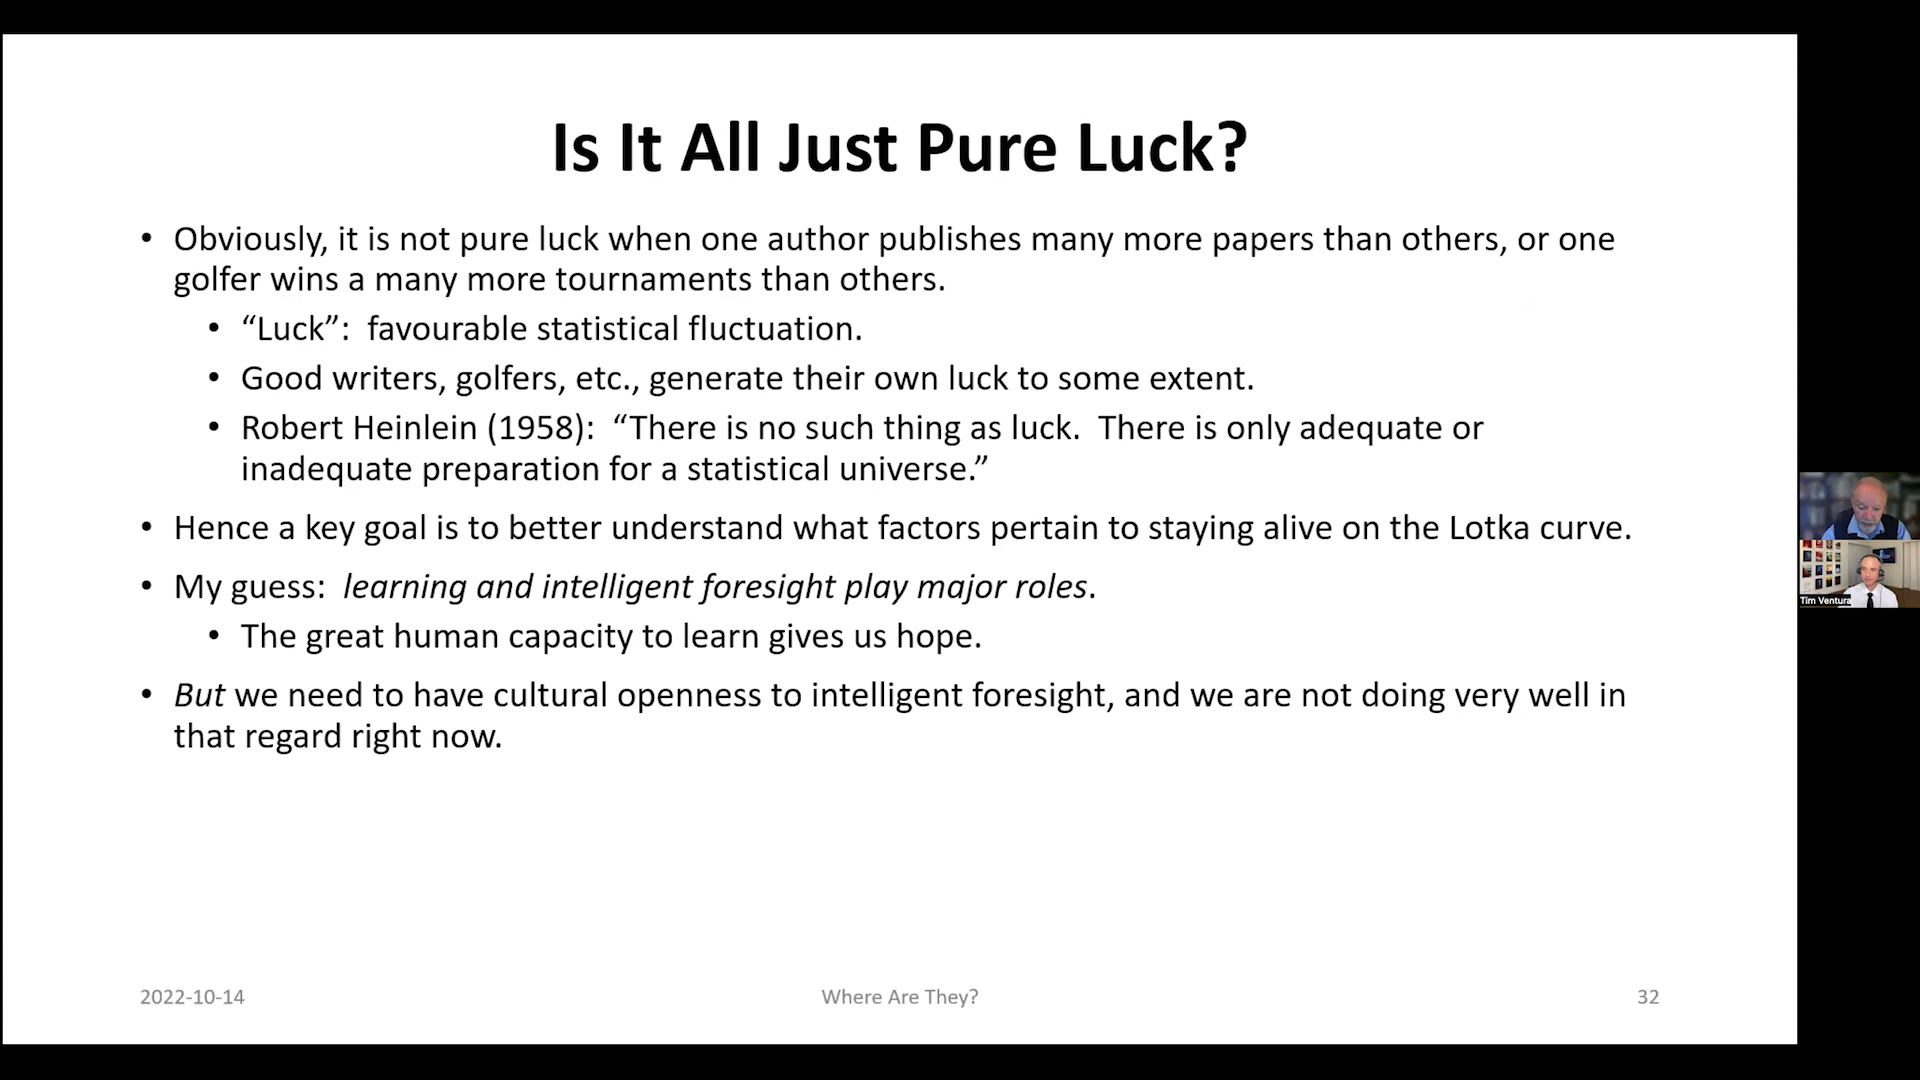 Is It All Just Pure Luck?
• Obviously, it is not pure luck when one author publishes many more papers than others, or one
golfer wins a many more tournaments than others.
• “Luck”:  favourable statistical fluctuation.
• Good writers, golfers, etc., generate their own luck to some extent.
• Robert Heinlein (1958):  “There is no such thing as luck.  There is only adequate or
inadequate preparation for a statistical universe.”
• Hence a key goal is to better understand what factors pertain to staying alive on the Lotka curve.
• My guess:  learning and intelligent foresight play major roles.
• The great human capacity to learn gives us hope.
• But we need to have cultural openness to intelligent foresight, and we are not doing very well in
that regard right now.
Tim Ventura
2022-10-14
Where Are They?
32